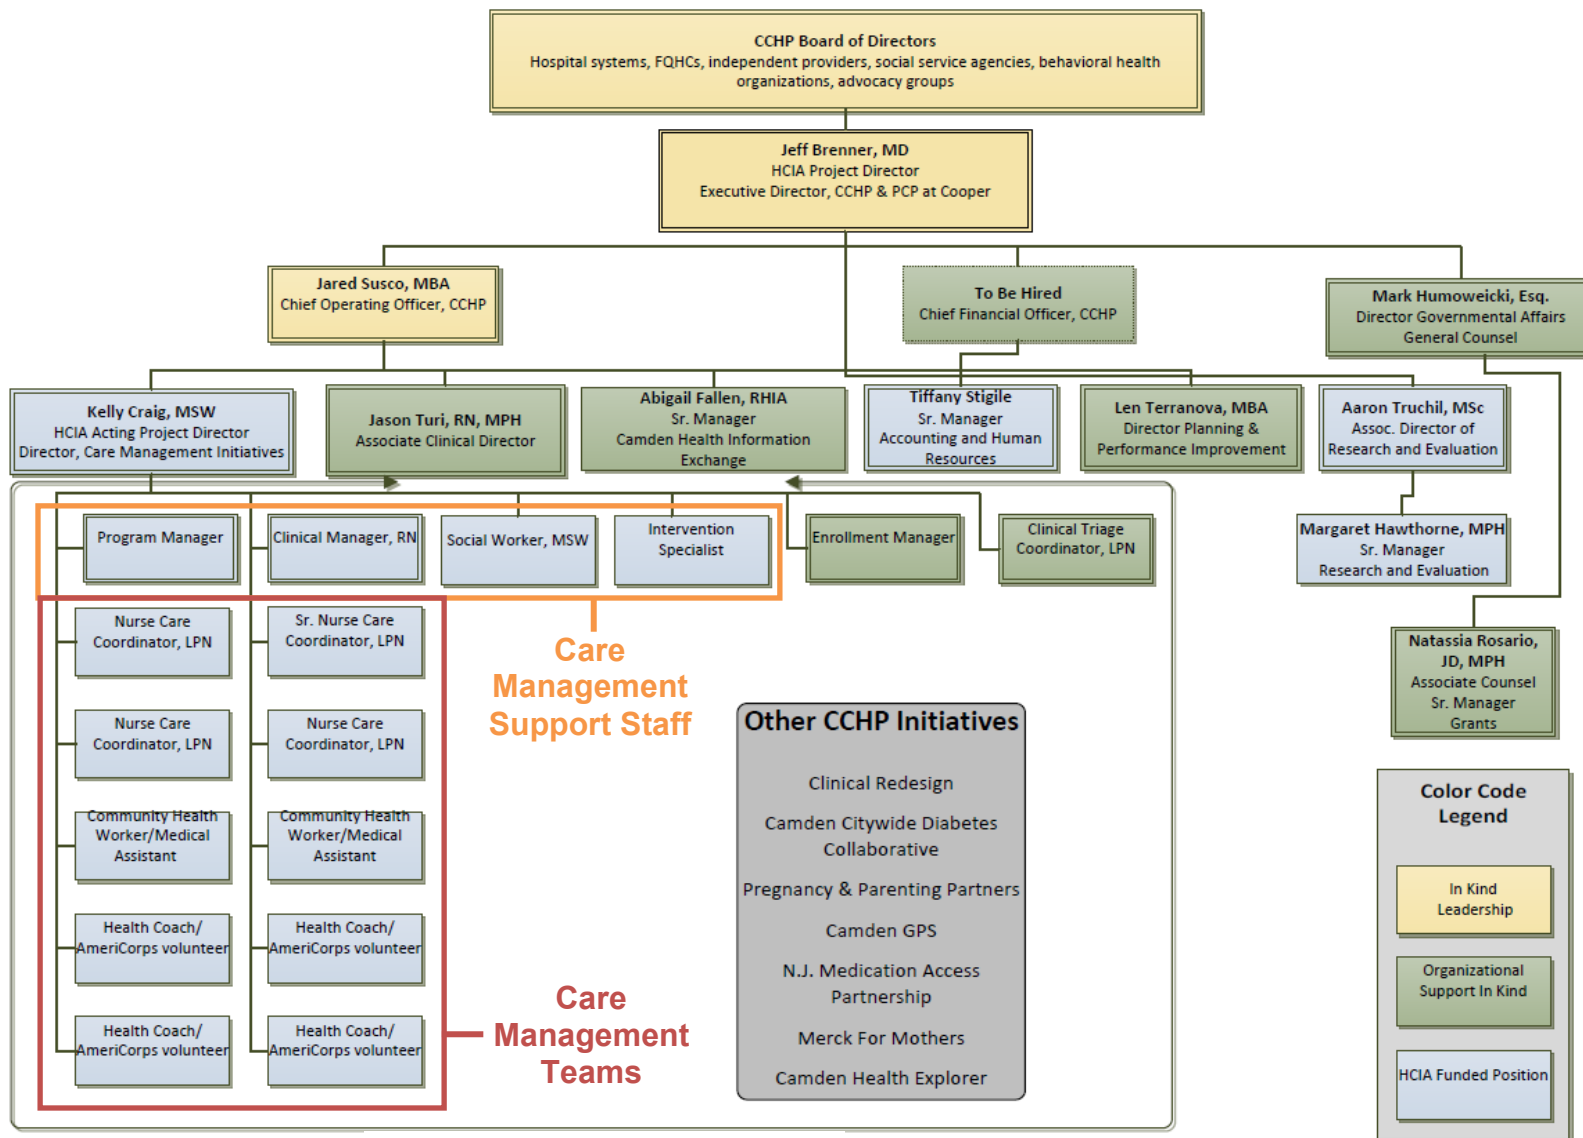 CCHP Board of Directors
Hospital systems, FQHCs, independent providers, social service agencies, behavioral health
organizations, advocacy groups
Jeff Brenner, MD
HCIA Project Director
Executive Director, CCHP & PCP at Cooper
Jared Susco, MBA
Chief Operating Officer, CCHP
To Be Hired
Chief Financial Officer, CCHP
Mark Humoweicki, Esq.
Director Governmental Affairs
General Counsel
Kelly Craig, MSW
HCIA Acting Project Director
Director, Care Management Initiatives
Jason Turi, RN, MPH
Associate Clinical Director
Abigail Fallen, RHIA
Sr. Manager
Camden Health Information
Exchange
Tiffany Stigile
Sr. Manager
Accounting and Human
Resources
Len Terranova, MBA
Director Planning &
Performance Improvement
Aaron Truchil, MSc
Assoc. Director of
Research and Evaluation
Program Manager
Clinical Manager, RN
Social Worker, MSW
Intervention
Specialist
Enrollment Manager
Clinical Triage
Coordinator, LPN
Margaret Hawthorne, MPH
Sr. Manager
Research and Evaluation
Nurse Care
Coordinator, LPN
Sr. Nurse Care
Coordinator, LPN
Care
Management
Support Staff
Natassia Rosario,
JD, MPH
Associate Counsel
Sr. Manager
Grants
Nurse Care
Coordinator, LPN
Nurse Care
Coordinator, LPN
Community Health
Worker/Medical
Assistant
Community Health
Worker/Medical
Assistant
Health Coach/
AmeriCorps volunteer
Health Coach/
AmeriCorps volunteer
Health Coach/
AmeriCorps volunteer
Health Coach/
AmeriCorps volunteer
Care
Management
Teams
Other CCHP Initiatives
Clinical Redesign
Camden Citywide Diabetes
Collaborative
Pregnancy & Parenting Partners
Camden GPS
N.J. Medication Access
Partnership
Merck For Mothers
Camden Health Explorer
Color Code
Legend
In Kind
Leadership
Organizational
Support In Kind
HCIA Funded Position